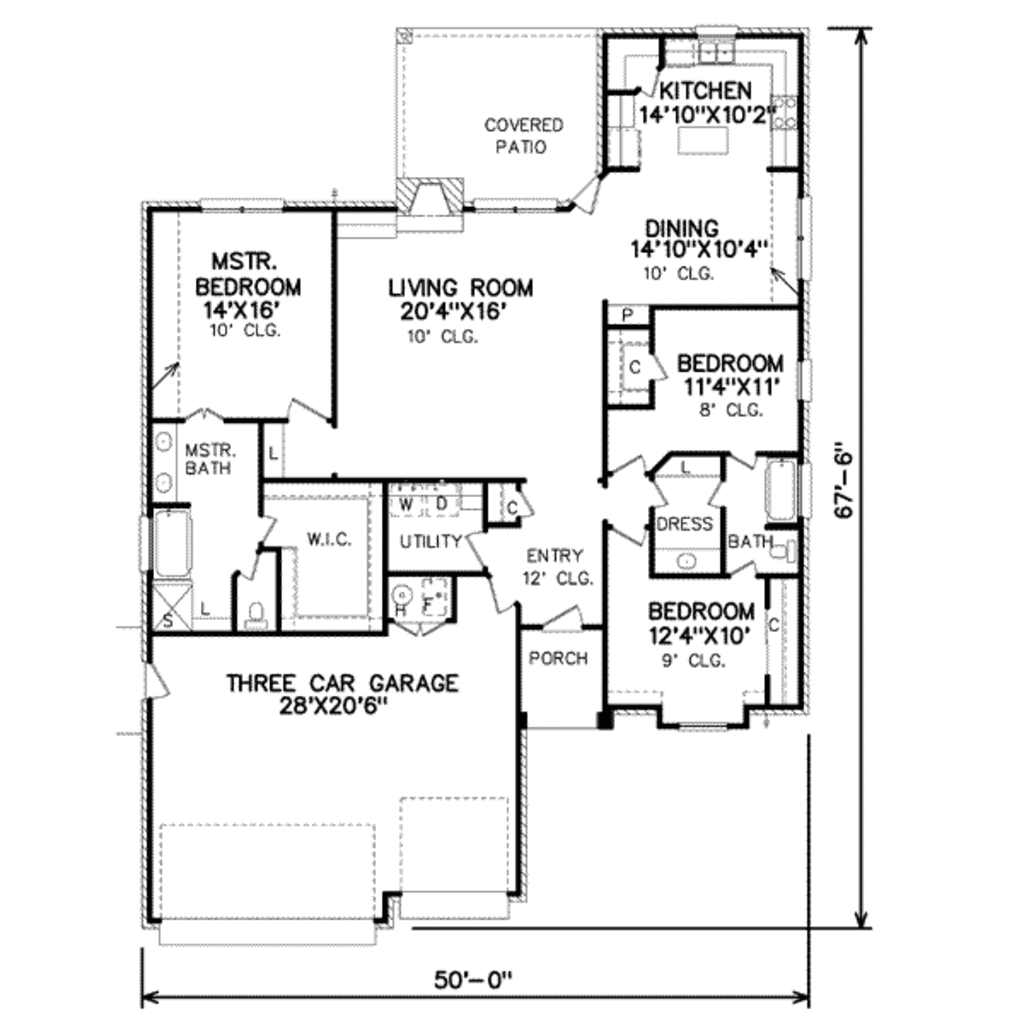 KITCHEN
14'10"X10'2"
COVERED
PATIO
DINING
14'10"X10'4"
10' CLG.
MSTR.
BEDROOM
14'X16'
10' CLG.
LIVING ROOM
20'4"X16'
10' CLG.
P
C
BEDROOM
11'4"X11'
8' CLG.
MSTR.
BATH
L
L
W D
C
UTILITY
W.I.C.
DRESS
BATH
ENTRY
12' CLG.
H F
S
L
BEDROOM
12'4"X10'
9' CLG.
C
PORCH
THREE CAR GARAGE
28'X20'6"
67'-6"
50'-0"